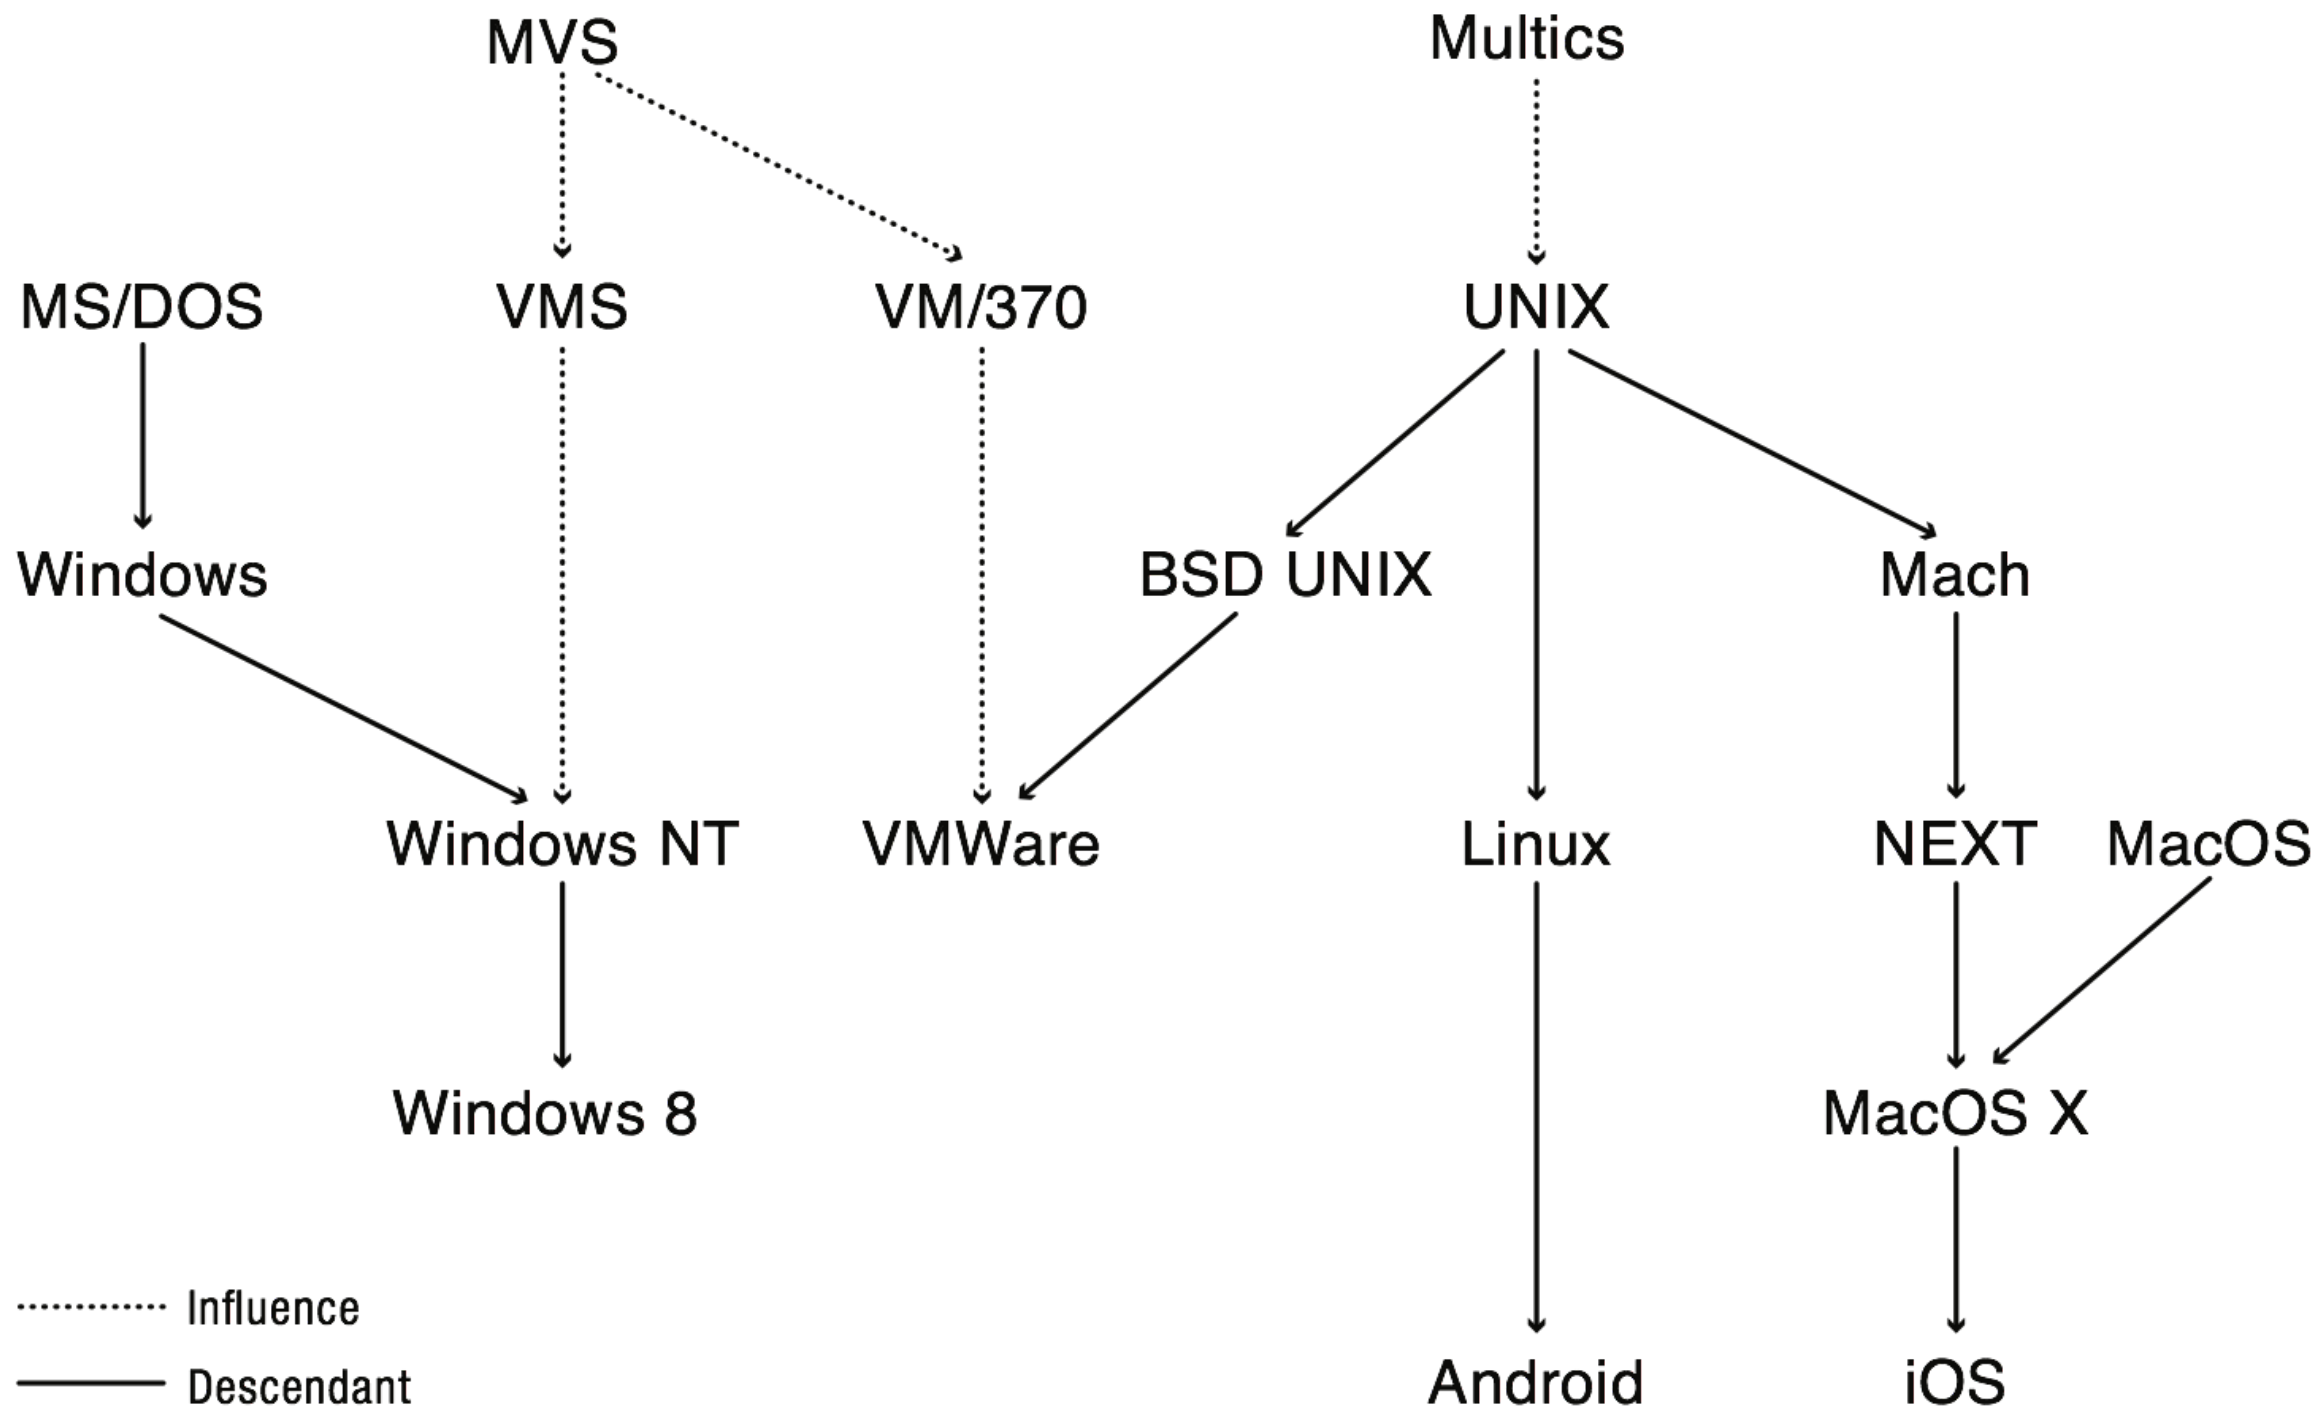 MVS
Multics
MS/DOS
VMS
VM/370
UNIX
Windows
BSD UNIX
Mach
Windows NT
VMWare
Linux
NEXT
MacOS
Windows 8
MacOS X
Influence
Descendant
Android
iOS